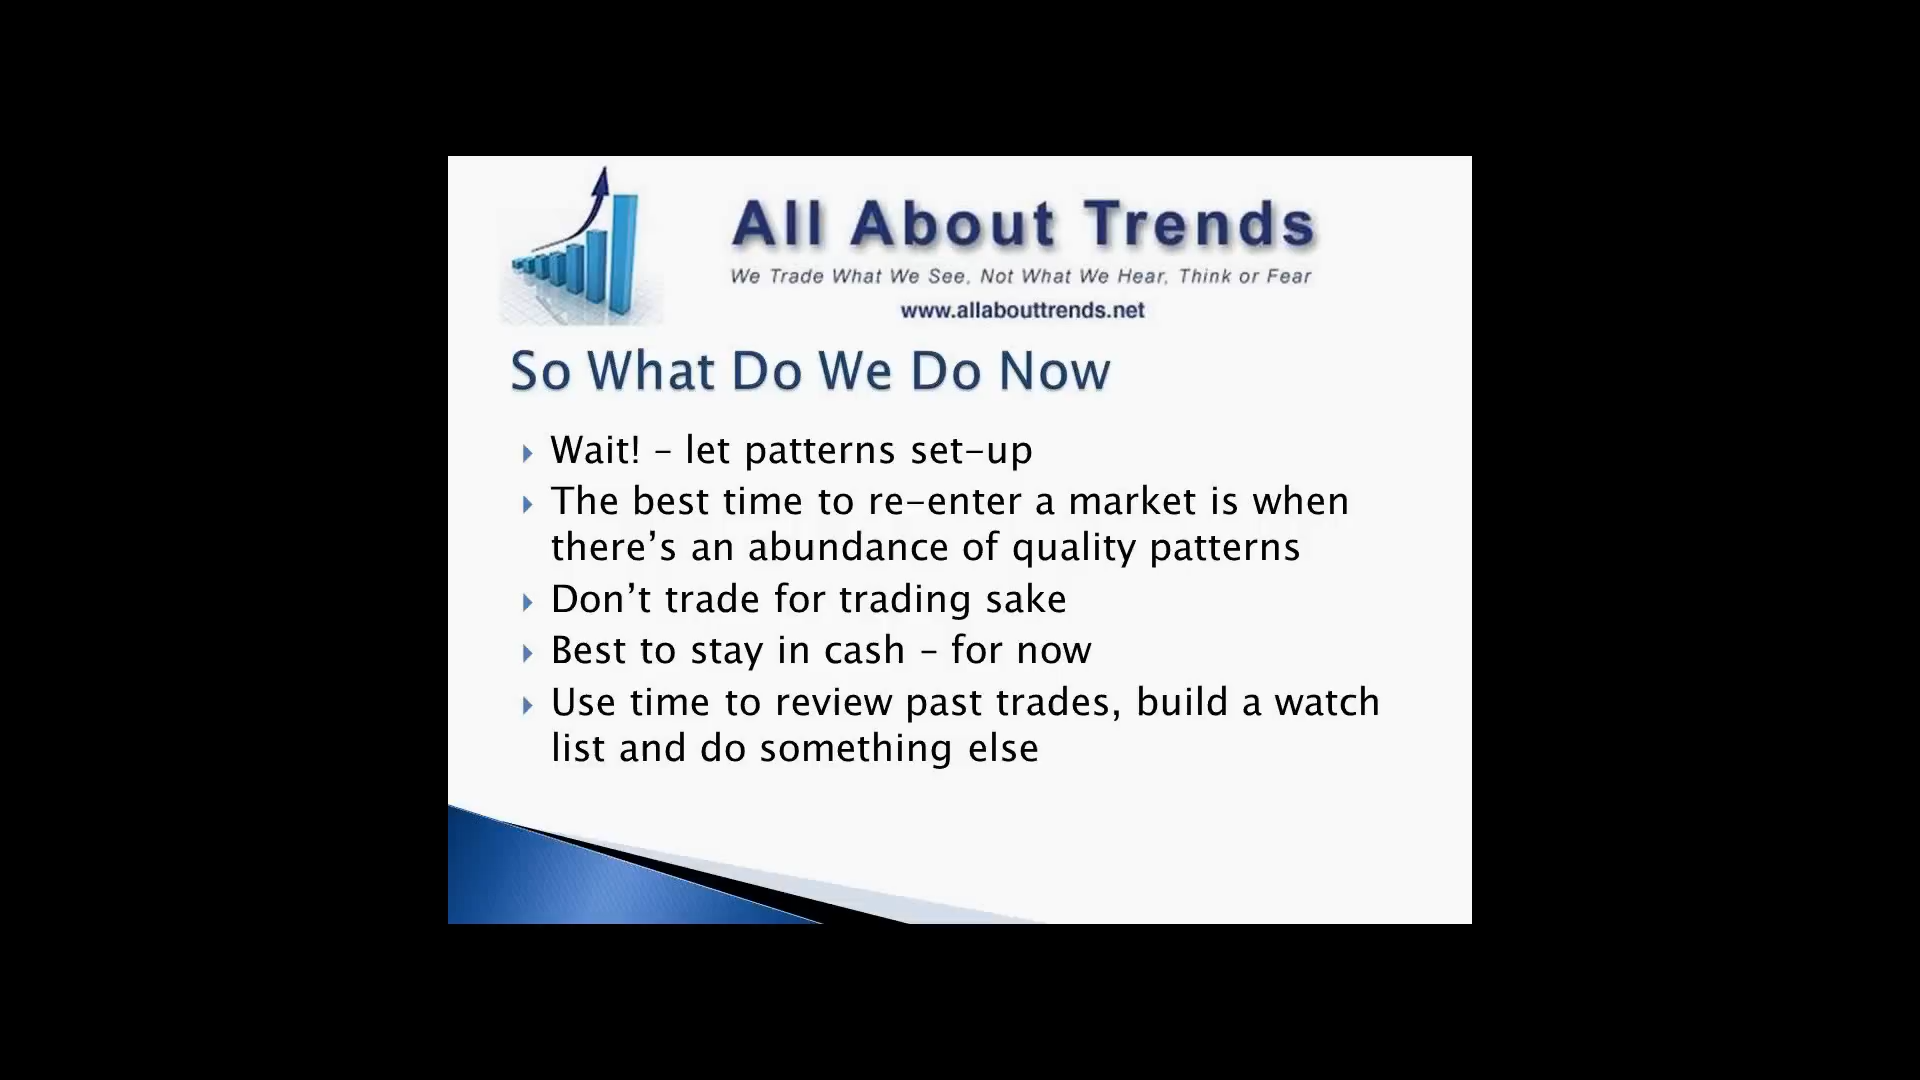 All About Trends
We Trade What We See, Not What We Hear, Think or Fear
www.allabouttrends.net
So What Do We Do Now
Wait! – let patterns set-up
The best time to re-enter a market is when
there’s an abundance of quality patterns
Don’t trade for trading sake
Best to stay in cash – for now
Use time to review past trades, build a watch
list and do something else